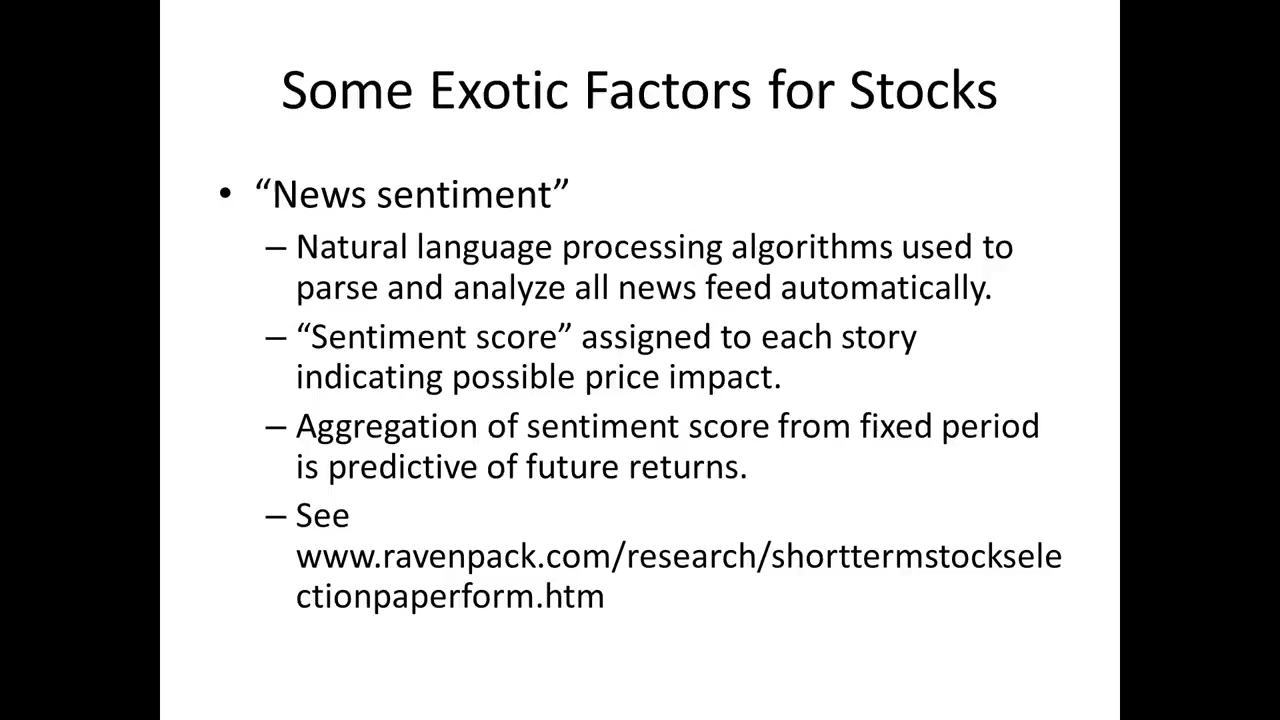 Some Exotic Factors for Stocks
• “News sentiment”
– Natural language processing algorithms used to
parse and analyze all news feed automatically.
– “Sentiment score” assigned to each story
indicating possible price impact.
– Aggregation of sentiment score from fixed period
is predictive of future returns.
– See
www.ravenpack.com/research/shorttermstocksele
ctionpaperform.htm